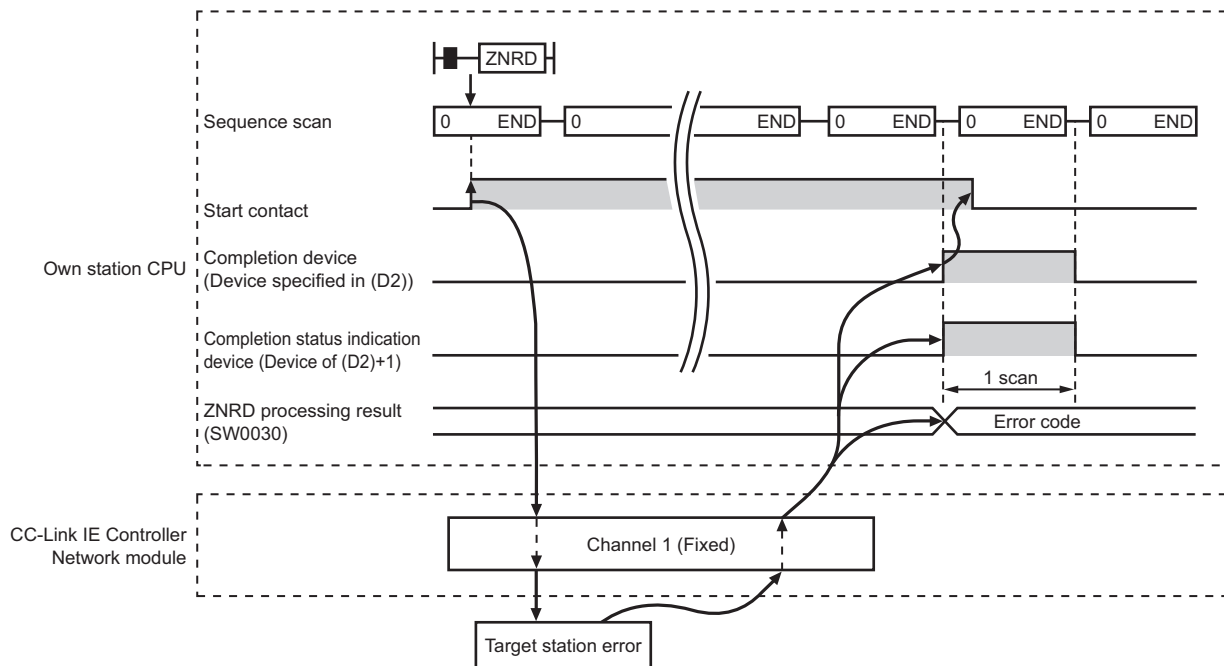 ZNRD
Sequence scan
0 END 0 END 0 END 0 END 0 END
Start contact
Own station CPU
Completion device
(Device specified in (D2))
Completion status indication
device (Device of (D2)+1)
1 scan
ZNRD processing result
(SW0030)
Error code
CC-Link IE Controller
Network module
Channel 1 (Fixed)
Target station error